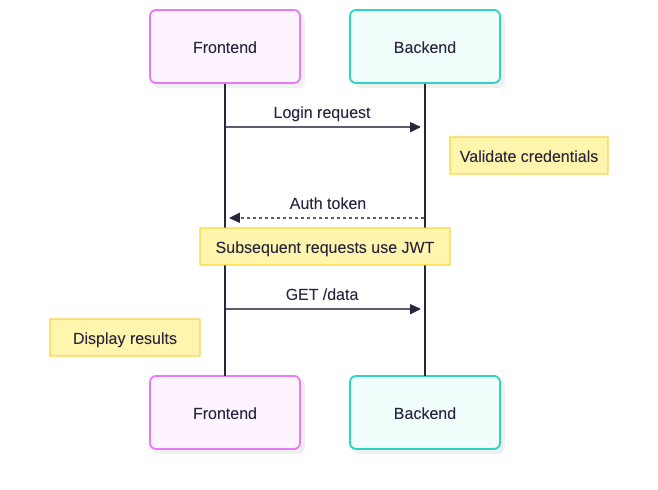 Frontend
Backend
Login request
Validate credentials
Auth token
Subsequent requests use JWT
GET /data
Display results
Frontend
Backend